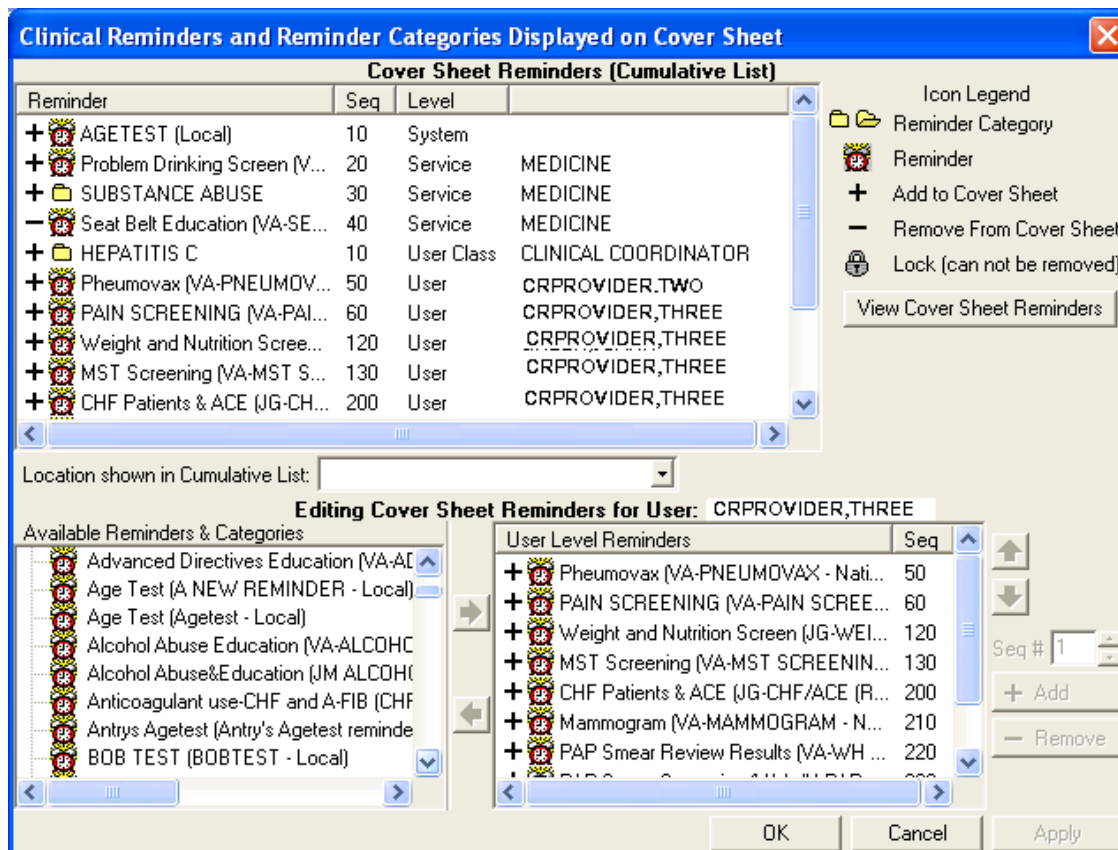 Clinical Reminders and Reminder Categories Displayed on Cover Sheet
Cover Sheet Reminders (Cumulative List)
Reminder Seq Level
+ AGETEST (Local) 10 System
+ Problem Drinking Screen (V... 20 Service MEDICINE
+ SUBSTANCE ABUSE 30 Service MEDICINE
− Seat Belt Education (VA-SE... 40 Service MEDICINE
+ HEPATITIS C 10 User Class CLINICAL COORDINATOR
+ Pheumovax (VA-PNEUMOV... 50 User CRPROVIDER.TWO
+ PAIN SCREENING (VA-PAI... 60 User CRPROVIDER,THREE
+ Weight and Nutrition Scree... 120 User CRPROVIDER,THREE
+ MST Screening (VA-MST S... 130 User CRPROVIDER,THREE
+ CHF Patients & ACE (JG-CH... 200 User CRPROVIDER,THREE
Icon Legend
Reminder Category
Reminder
+ Add to Cover Sheet
− Remove From Cover Sheet
Lock (can not be removed)
View Cover Sheet Reminders
Location shown in Cumulative List:
Editing Cover Sheet Reminders for User: CRPROVIDER,THREE
Available Reminders & Categories
Advanced Directives Education (VA-AD
Age Test (A NEW REMINDER - Local)
Age Test (Agetest - Local)
Alcohol Abuse Education (VA-ALCOHO
Alcohol Abuse&Education (JM ALCOHO
Anticoagulant use-CHF and A-FIB (CHF
Antrys Agetest (Antry's Agetest reminde
BOB TEST (BOBTEST - Local)
User Level Reminders Seq
+ Pheumovax (VA-PNEUMOVAX - Nati... 50
+ PAIN SCREENING (VA-PAIN SCREE... 60
+ Weight and Nutrition Screen (JG-WEI... 120
+ MST Screening (VA-MST SCREENIN... 130
+ CHF Patients & ACE (JG-CHF/ACE (R... 200
+ Mammogram (VA-MAMMOGRAM - N... 210
+ PAP Smear Review Results (VA-WH ... 220
Seq # 1
+ Add
− Remove
OK Cancel Apply